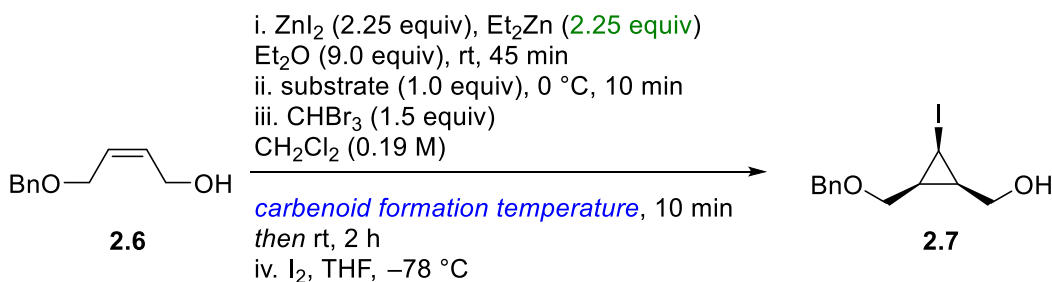 i. ZnI₂ (2.25 equiv), Et₂Zn (2.25 equiv)
Et₂O (9.0 equiv), rt, 45 min
ii. substrate (1.0 equiv), 0 °C, 10 min
iii. CHBr₃ (1.5 equiv)
CH₂Cl₂ (0.19 M)
carbenoid formation temperature, 10 min
then rt, 2 h
iv. I₂, THF, –78 °C
BnO
OH
2.6
I
BnO
OH
2.7